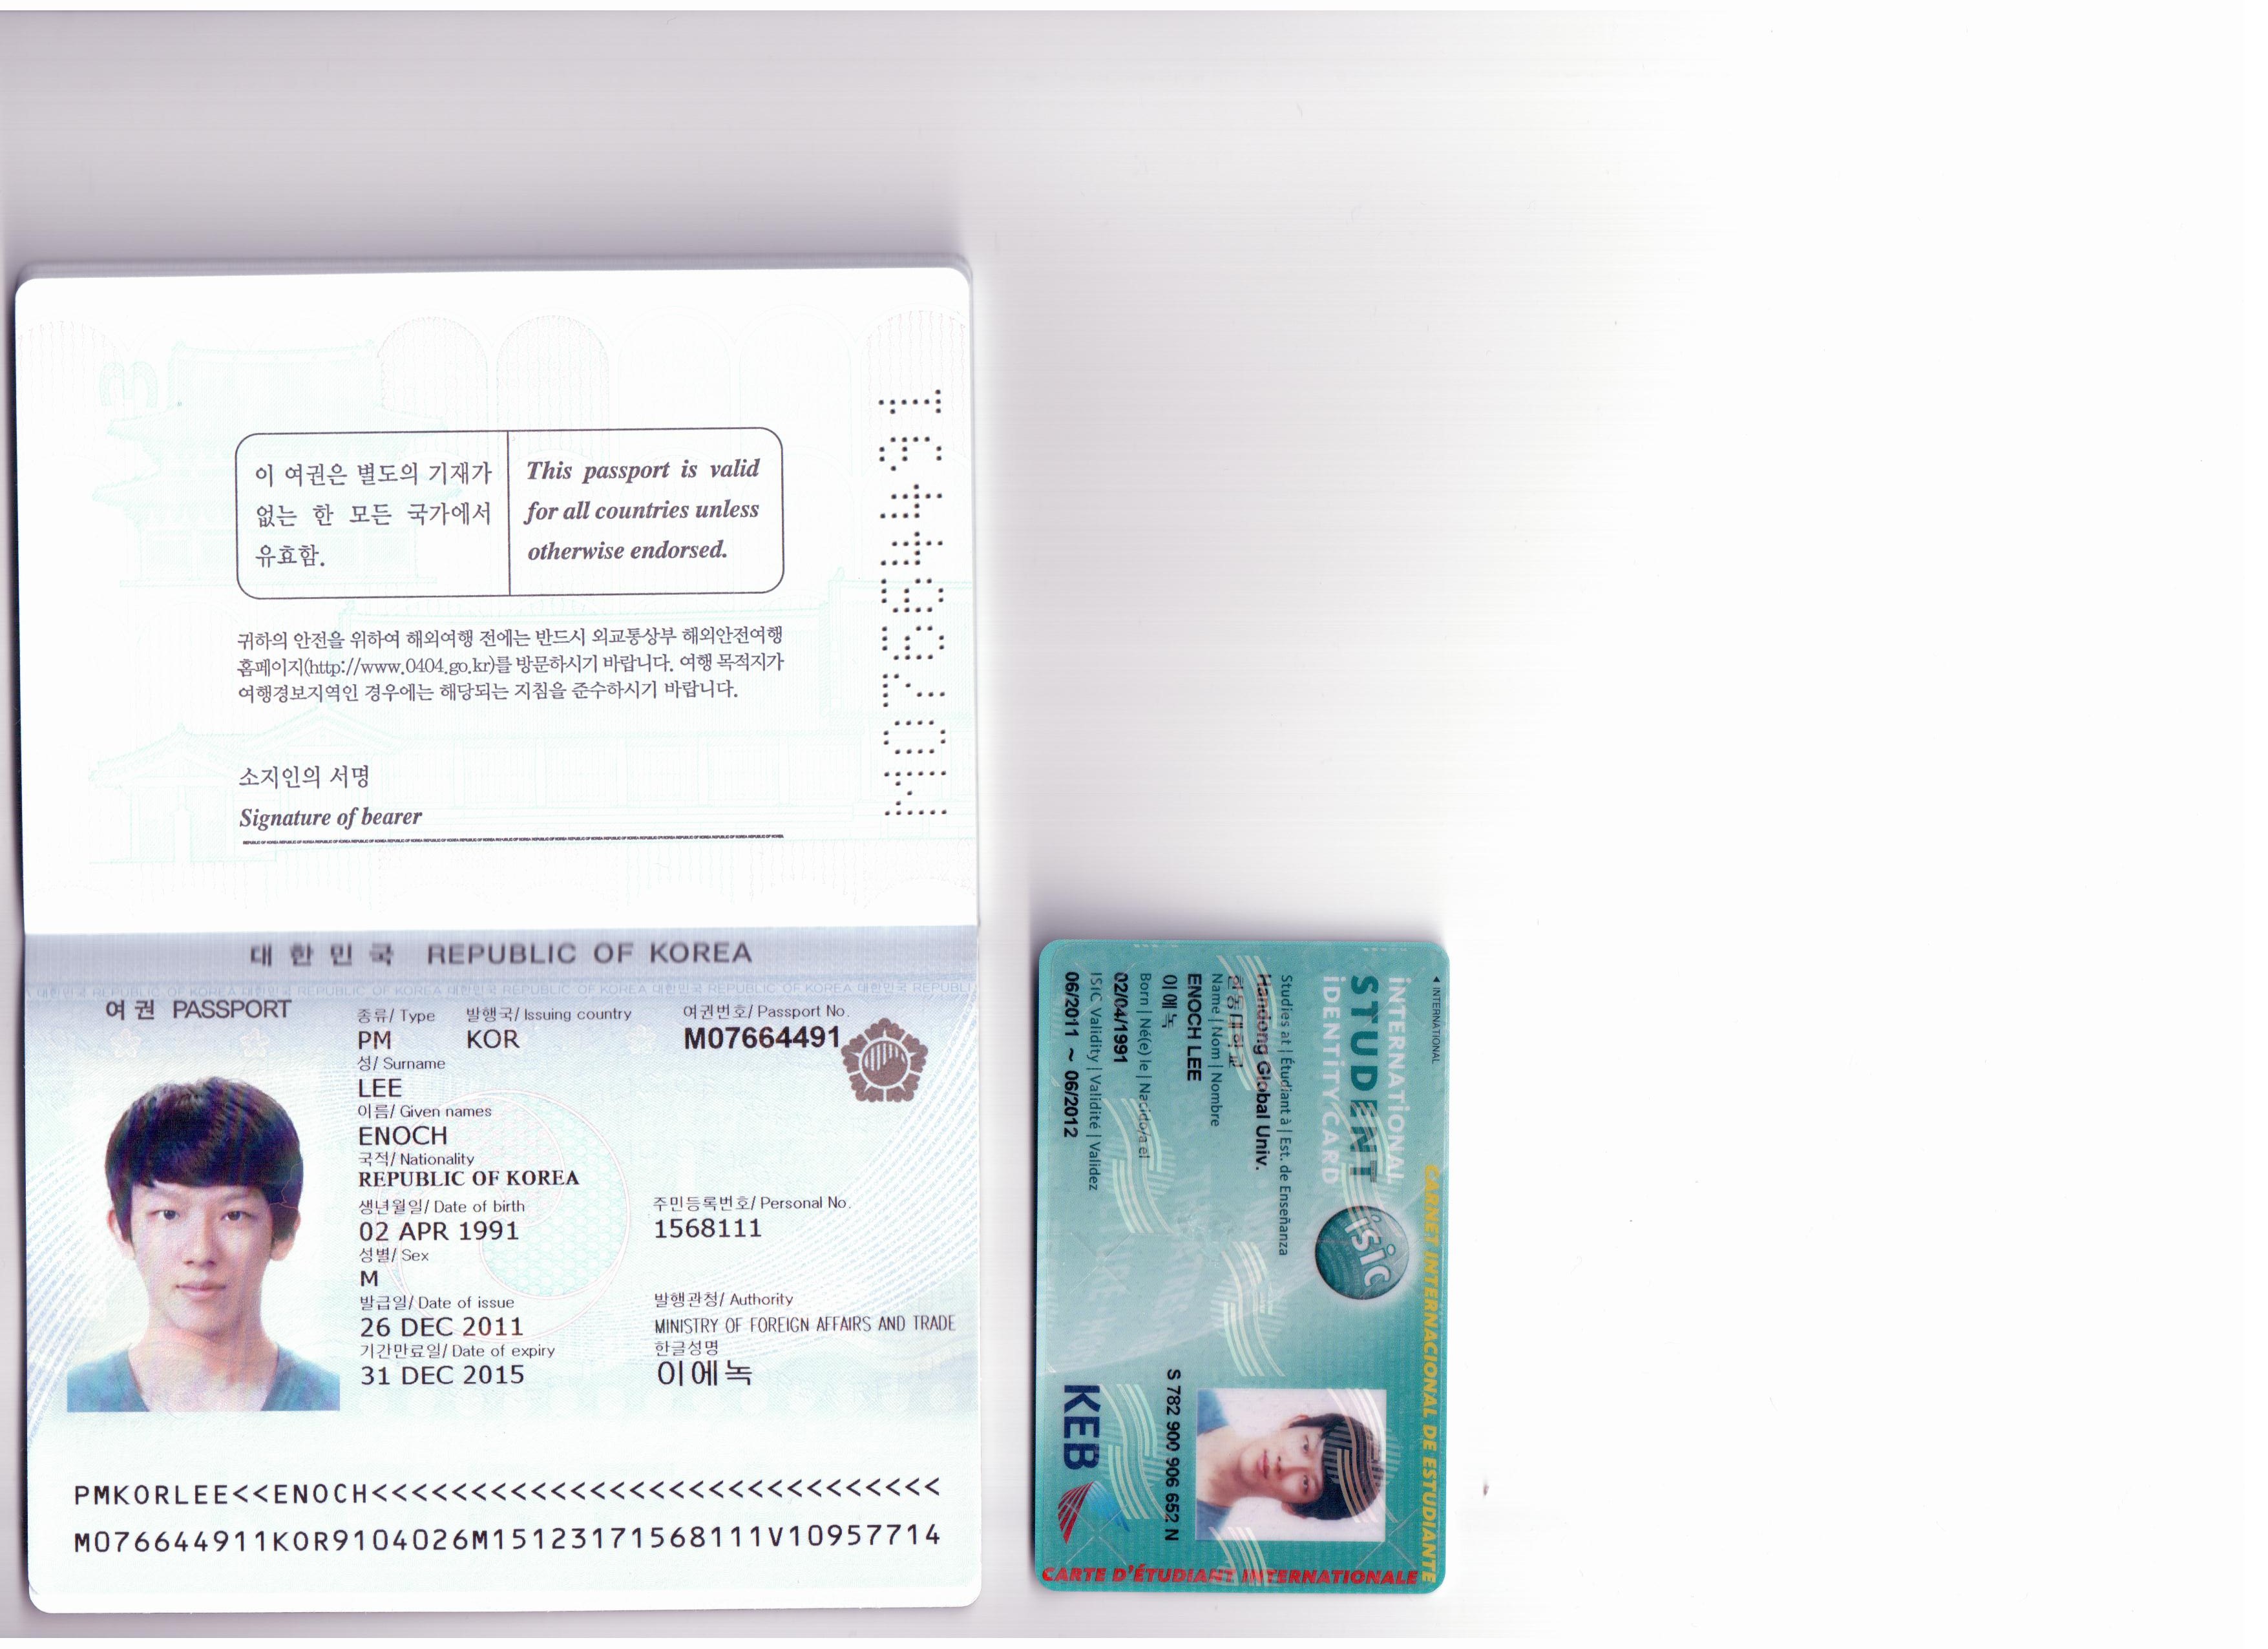 이 여권은 별도의 기재가
없는 한 모든 국가에서
유효함.
This passport is valid
for all countries unless
otherwise endorsed.
귀하의 안전을 위하여 해외여행 전에는 반드시 외교통상부 해외안전여행
홈페이지(http://www.0404.go.kr)를 방문하시기 바랍니다. 여행 목적지가
여행경보지역인 경우에는 해당되는 지침을 준수하시기 바랍니다.
소지인의 서명
Signature of bearer
M07664491
대한민국 REPUBLIC OF KOREA
여권 PASSPORT
종류/ Type 발행국/ Issuing country 여권번호/ Passport No.
PM KOR M07664491
성/ Surname
LEE
이름/ Given names
ENOCH
국적/ Nationality
REPUBLIC OF KOREA
생년월일/ Date of birth 주민등록번호/ Personal No.
02 APR 1991 1568111
성별/ Sex
M
발급일/ Date of issue 발행관청/ Authority
26 DEC 2011 MINISTRY OF FOREIGN AFFAIRS AND TRADE
기간만료일/ Date of expiry 한글성명
31 DEC 2015 이에녹
PMKORLEE<<ENOCH<<<<<<<<<<<<<<<<<<<<<<<<<<<<<
M076644911KOR9104026M15123171568111V10957714
INTERNATIONAL
CARNET INTERNACIONAL DE ESTUDIANTE
INTERNATIONAL
STUDENT
IDENTITY CARD
isic
Studies at | Étudiant à | Est. de Enseñanza
Handong Global Univ.
한동대학교
Name | Nom | Nombre
ENOCH LEE
이에녹
Born | Né(e) le | Nacido/a el
02/04/1991
ISIC Validity | Validité | Validez
06/2011 ~ 06/2012
S 782 900 906 652 N
KEB
CARTE D'ÉTUDIANT INTERNATIONALE